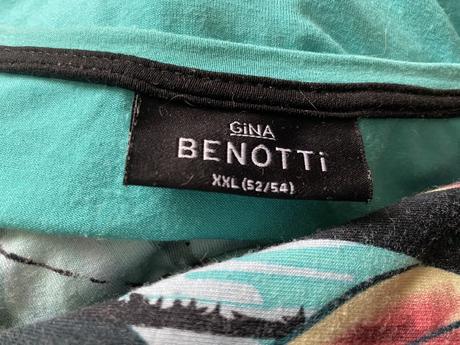 GiNA
BENOTTi
XXL (52/54)